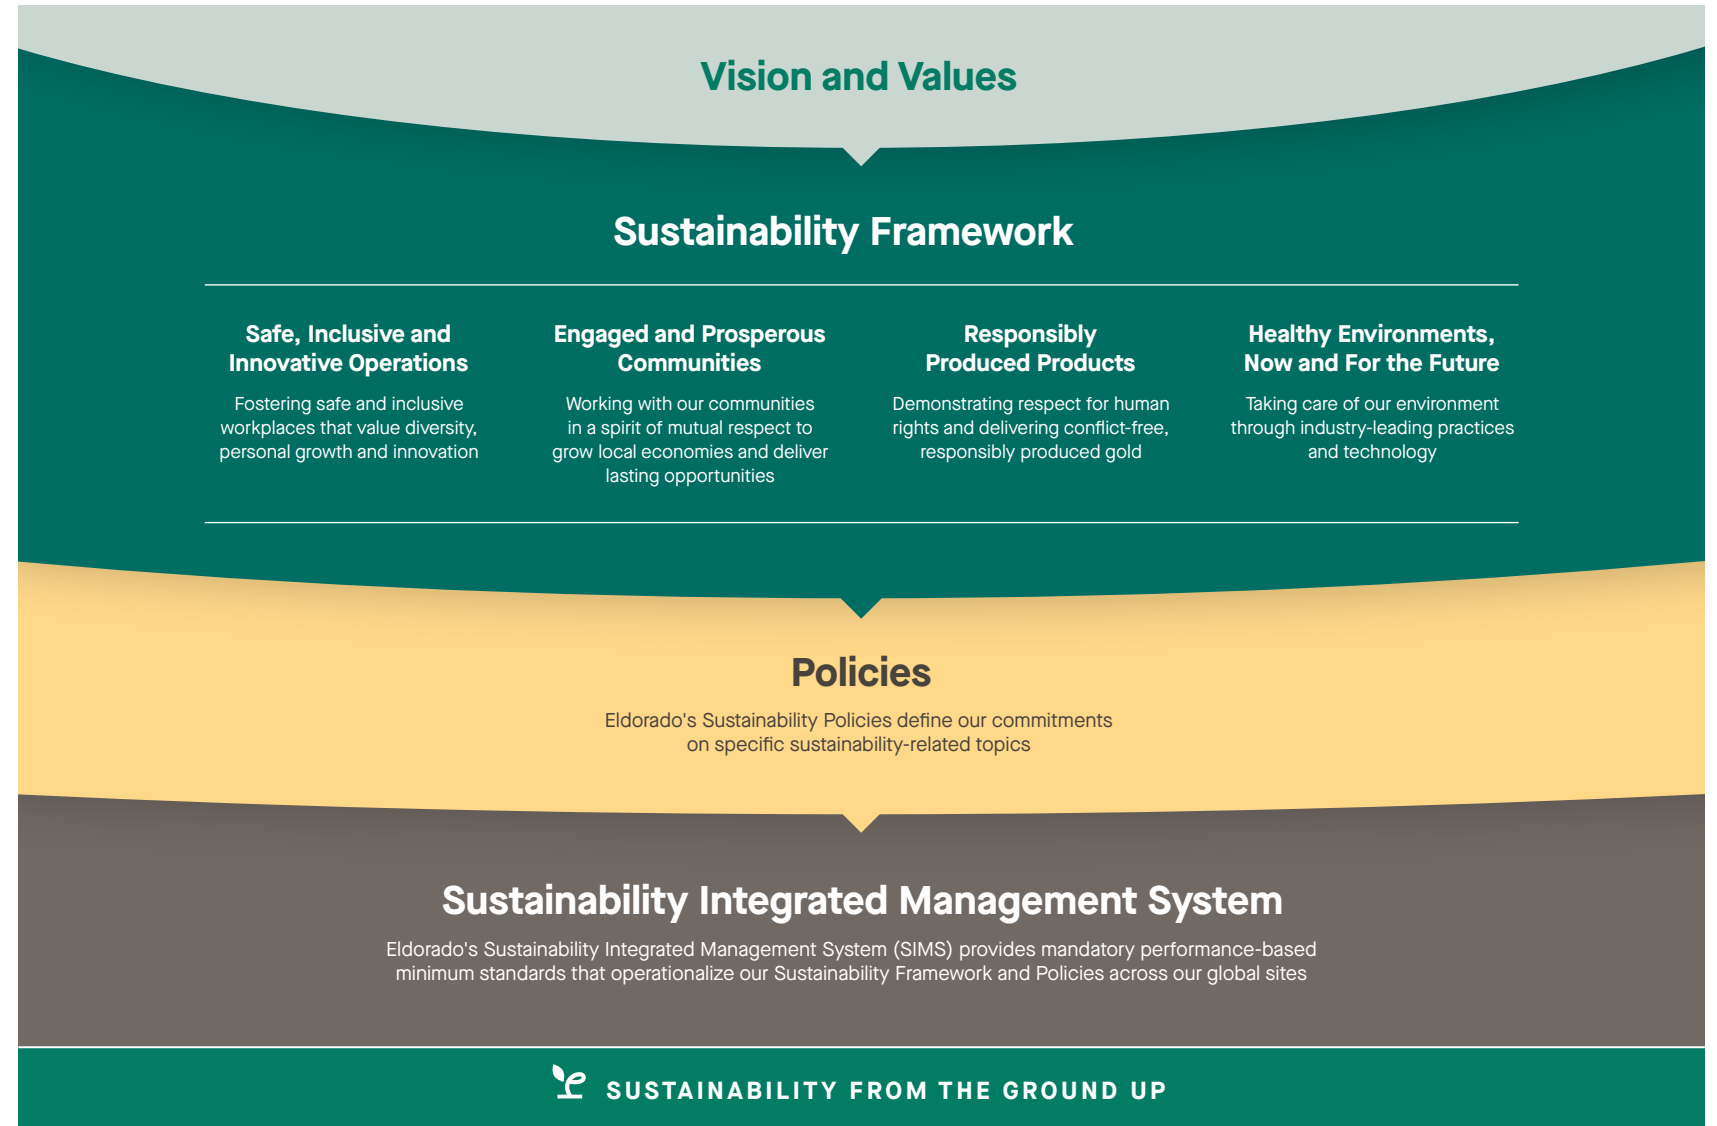 Vision and Values
Sustainability Framework
Safe, Inclusive and
Innovative Operations
Fostering safe and inclusive
workplaces that value diversity,
personal growth and innovation
Engaged and Prosperous
Communities
Working with our communities
in a spirit of mutual respect to
grow local economies and deliver
lasting opportunities
Responsibly
Produced Products
Demonstrating respect for human
rights and delivering conflict-free,
responsibly produced gold
Healthy Environments,
Now and For the Future
Taking care of our environment
through industry-leading practices
and technology
Policies
Eldorado's Sustainability Policies define our commitments
on specific sustainability-related topics
Sustainability Integrated Management System
Eldorado's Sustainability Integrated Management System (SIMS) provides mandatory performance-based
minimum standards that operationalize our Sustainability Framework and Policies across our global sites
SUSTAINABILITY FROM THE GROUND UP